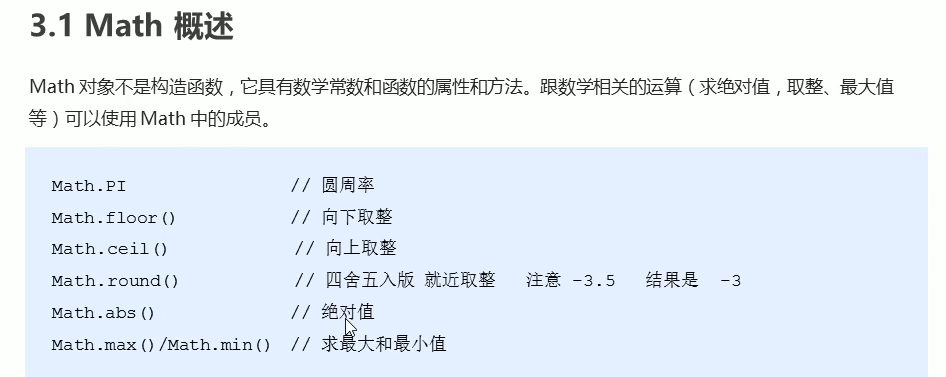 3.1 Math 概述
Math 对象不是构造函数，它具有数学常数和函数的属性和方法。跟数学相关的运算（求绝对值，取整、最大值
等）可以使用 Math 中的成员。
Math.PI // 圆周率
Math.floor() // 向下取整
Math.ceil() // 向上取整
Math.round() // 四舍五入版 就近取整 注意 -3.5 结果是 -3
Math.abs() // 绝对值
Math.max()/Math.min() // 求最大和最小值